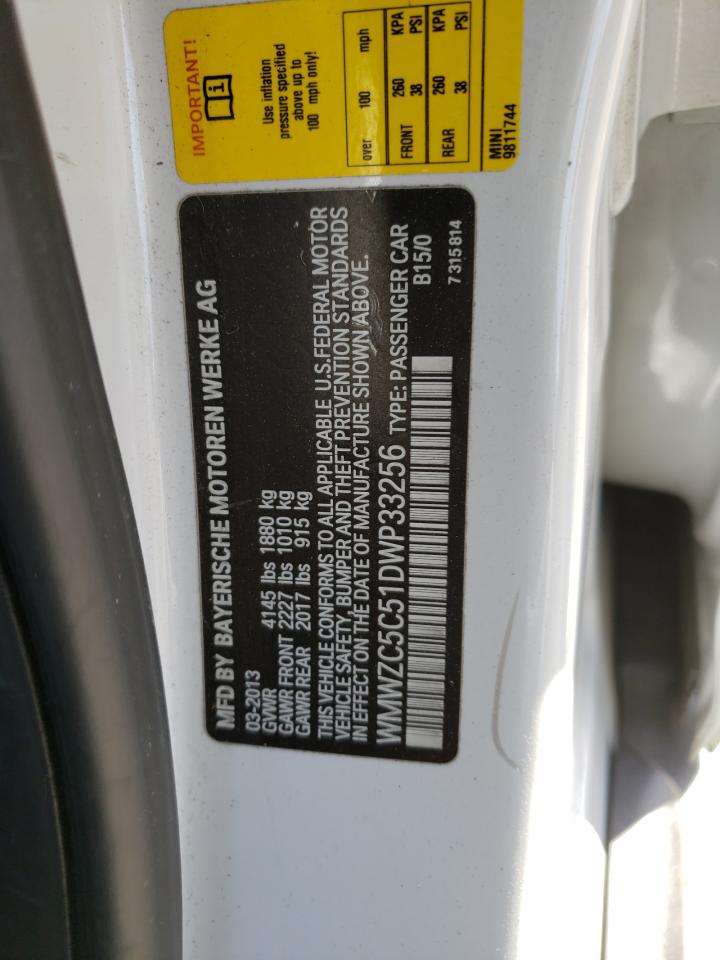 MFD BY BAYERISCHE MOTOREN WERKE AG
03-2013
GVWR 4145 lbs 1880 kg
GAWR FRONT 2227 lbs 1010 kg
GAWR REAR 2017 lbs 915 kg
THIS VEHICLE CONFORMS TO ALL APPLICABLE U.S.FEDERAL MOTOR
VEHICLE SAFETY, BUMPER AND THEFT PREVENTION STANDARDS
IN EFFECT ON THE DATE OF MANUFACTURE SHOWN ABOVE.
WMWZC5C51DWP33256 TYPE: PASSENGER CAR
B15/0
7 315 814
IMPORTANT!
Use inflation
pressure specified
above up to
100 mph only!
over 100 mph
FRONT 260 KPA
38 PSI
REAR 260 KPA
38 PSI
MINI
9811744